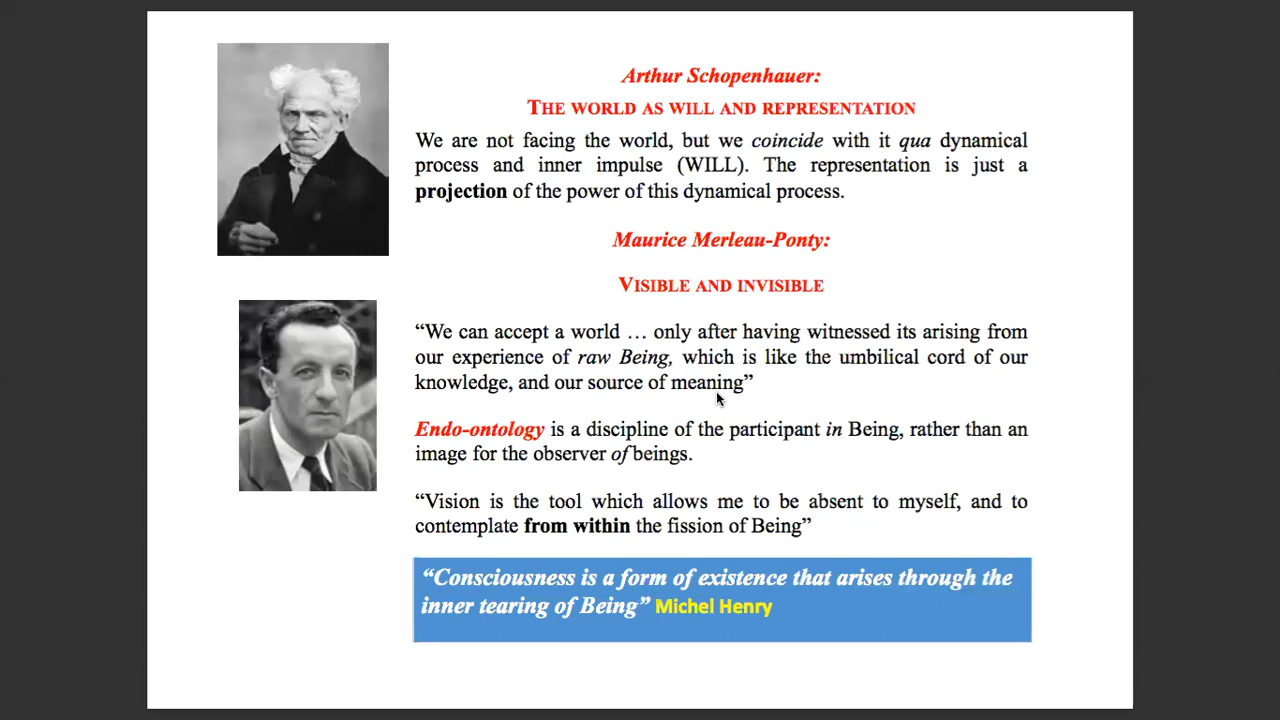 Arthur Schopenhauer:
THE WORLD AS WILL AND REPRESENTATION
We are not facing the world, but we coincide with it qua dynamical
process and inner impulse (WILL). The representation is just a
projection of the power of this dynamical process.
Maurice Merleau-Ponty:
VISIBLE AND INVISIBLE
“We can accept a world … only after having witnessed its arising from
our experience of raw Being, which is like the umbilical cord of our
knowledge, and our source of meaning”
Endo-ontology is a discipline of the participant in Being, rather than an
image for the observer of beings.
“Vision is the tool which allows me to be absent to myself, and to
contemplate from within the fission of Being”
“Consciousness is a form of existence that arises through the
inner tearing of Being” Michel Henry